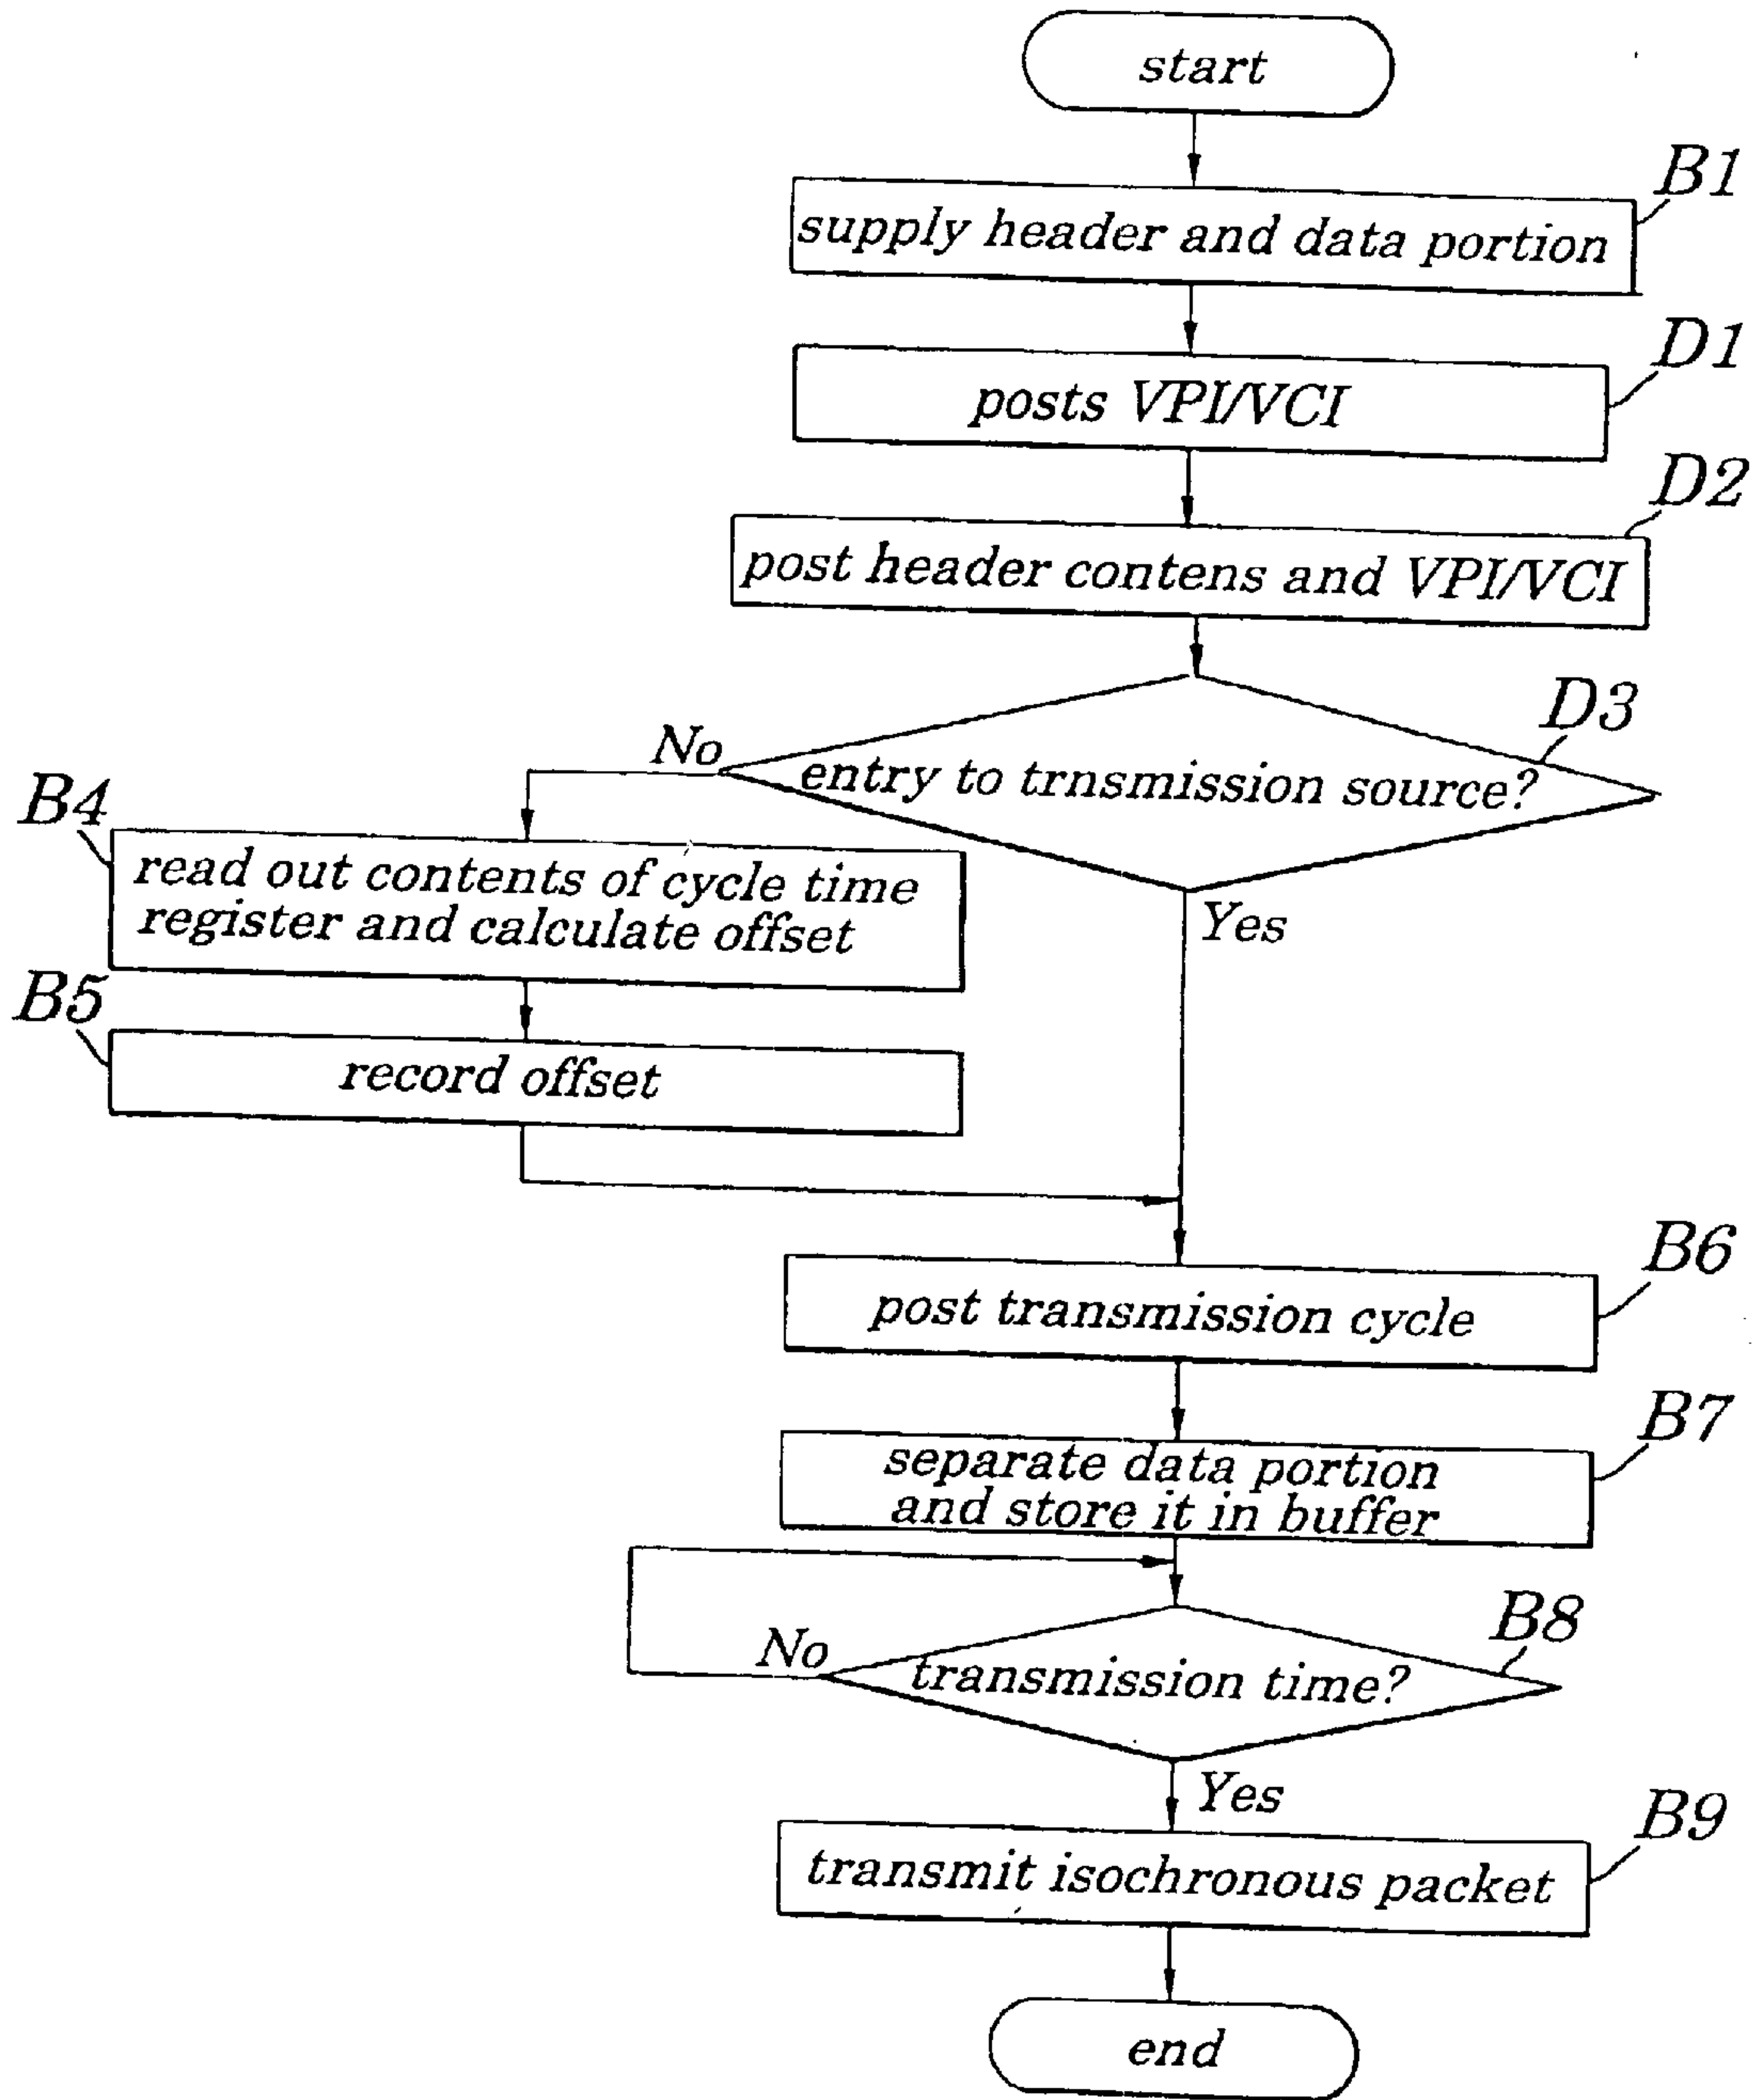 start
B1
supply header and data portion
D1
posts VPI/VCI
D2
post header contens and VPI/VCI
D3
No
entry to trnsmission source?
B4
read out contents of cycle time
register and calculate offset
Yes
B5
record offset
B6
post transmission cycle
B7
separate data portion
and store it in buffer
B8
No
transmission time?
Yes
B9
transmit isochronous packet
end